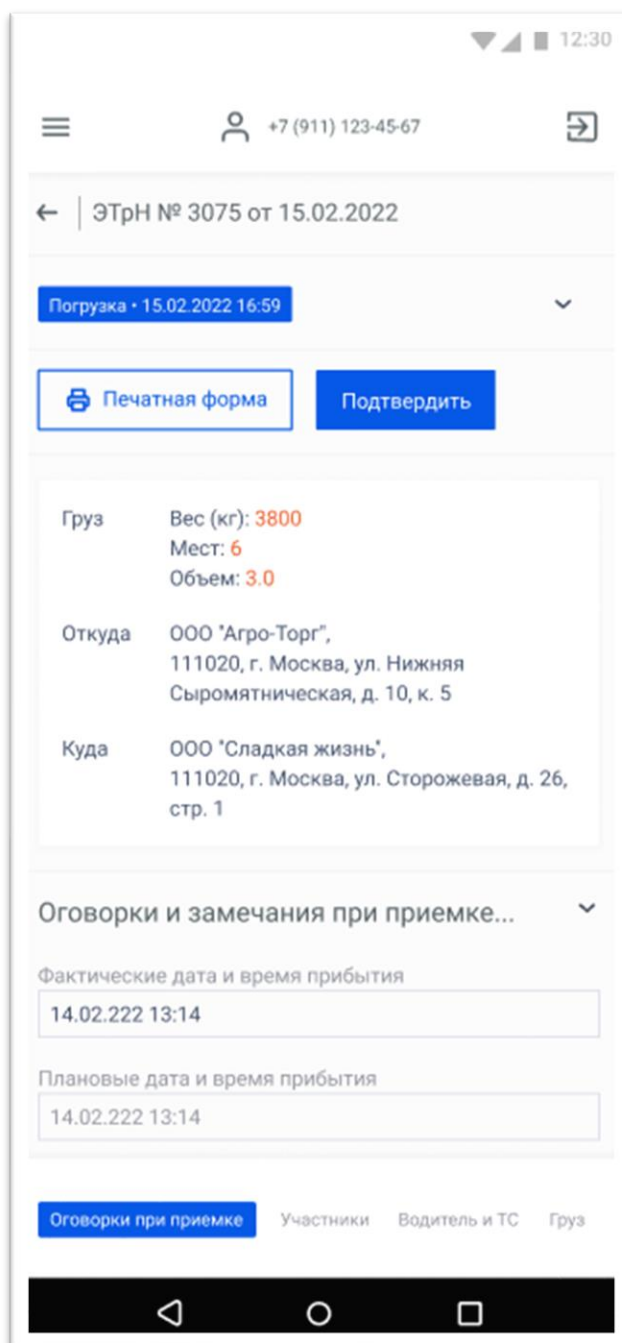 12:30
+7 (911) 123-45-67
ЭТрН № 3075 от 15.02.2022
Погрузка • 15.02.2022 16:59
Печатная форма
Подтвердить
Груз
Вес (кг): 3800
Мест: 6
Объем: 3.0
Откуда
ООО "Агро-Торг",
111020, г. Москва, ул. Нижняя
Сыромятническая, д. 10, к. 5
Куда
ООО "Сладкая жизнь",
111020, г. Москва, ул. Сторожевая, д. 26,
стр. 1
Оговорки и замечания при приемке...
Фактические дата и время прибытия
14.02.222 13:14
Плановые дата и время прибытия
14.02.222 13:14
Оговорки при приемке
Участники
Водитель и ТС
Груз